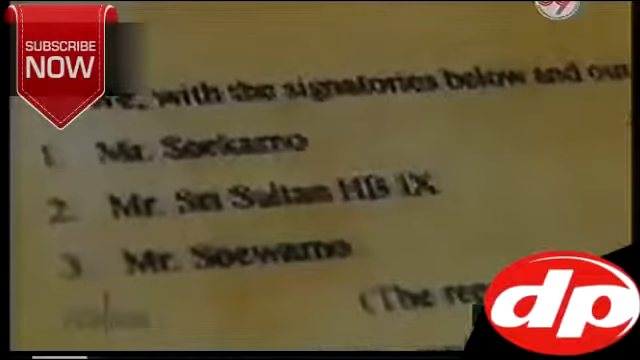 SUBSCRIBE
NOW
with the signatories below and our
1. Mr. Soekarno
2. Mr. Sri Sultan HB IX
3. Mr. Soewarno
(The
dp